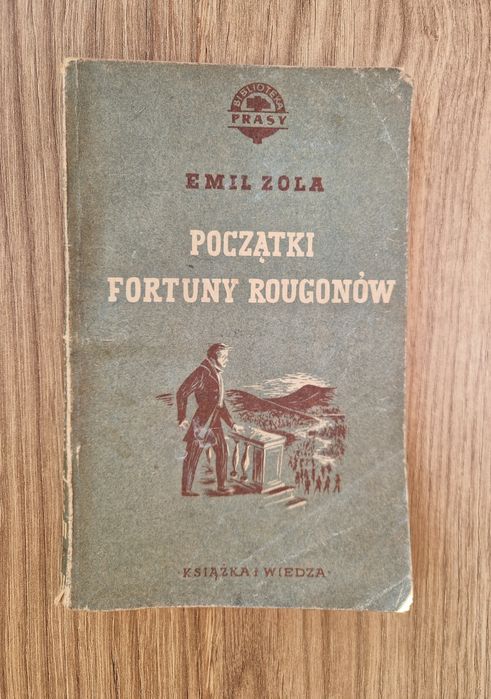 BIBLIOTEKA
PRASY
EMIL ZOLA
POCZĄTKI
FORTUNY ROUGONÓW
KSIĄŻKA i WIEDZA